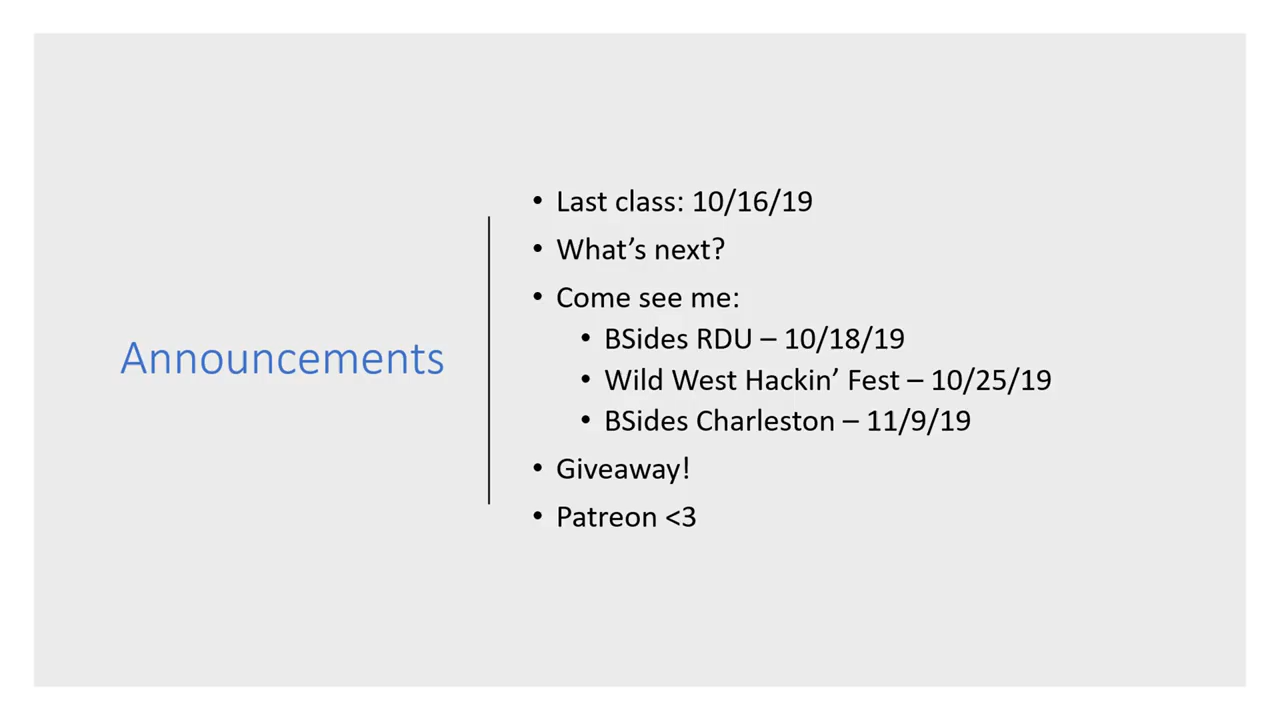 Announcements
• Last class: 10/16/19
• What’s next?
• Come see me:
• BSides RDU – 10/18/19
• Wild West Hackin’ Fest – 10/25/19
• BSides Charleston – 11/9/19
• Giveaway!
• Patreon <3